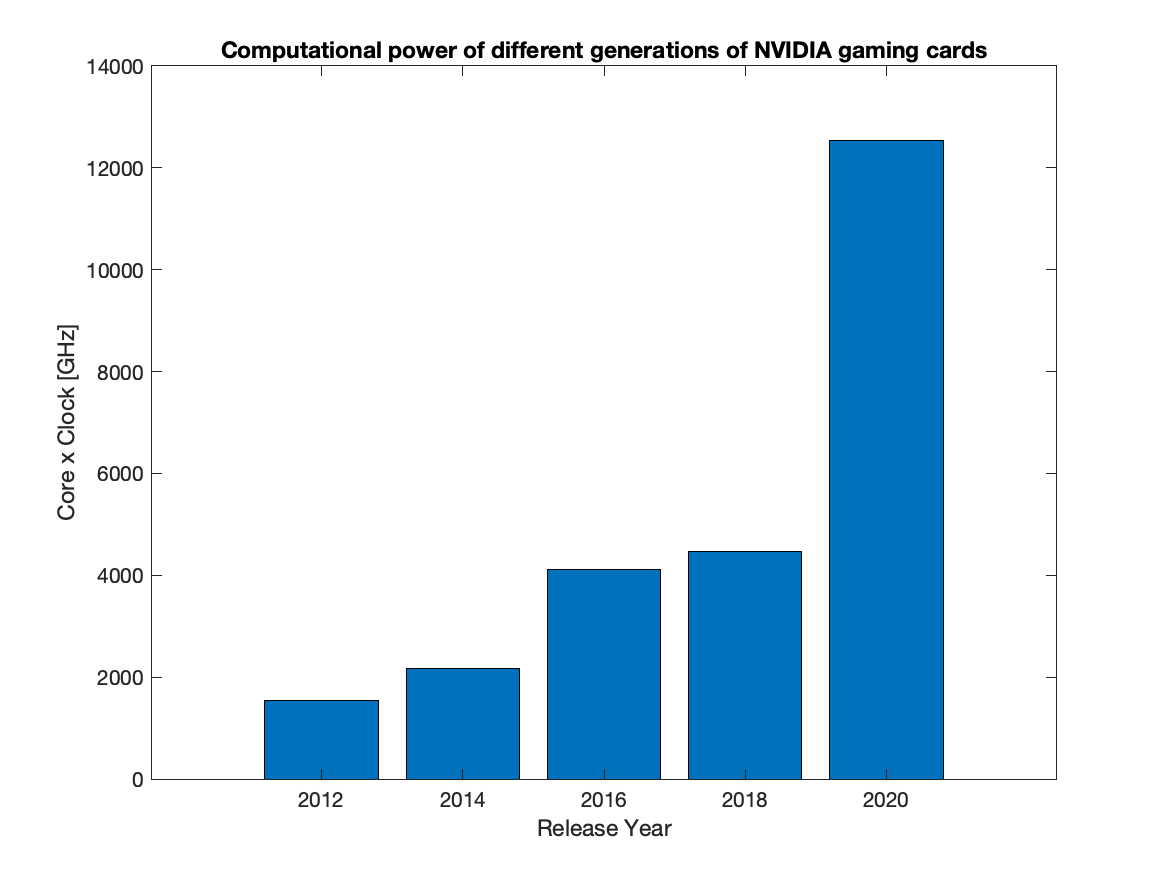 Computational power of different generations of NVIDIA gaming cards
14000
12000
10000
8000
6000
4000
2000
0
Core x Clock [GHz]
2012 2014 2016 2018 2020
Release Year